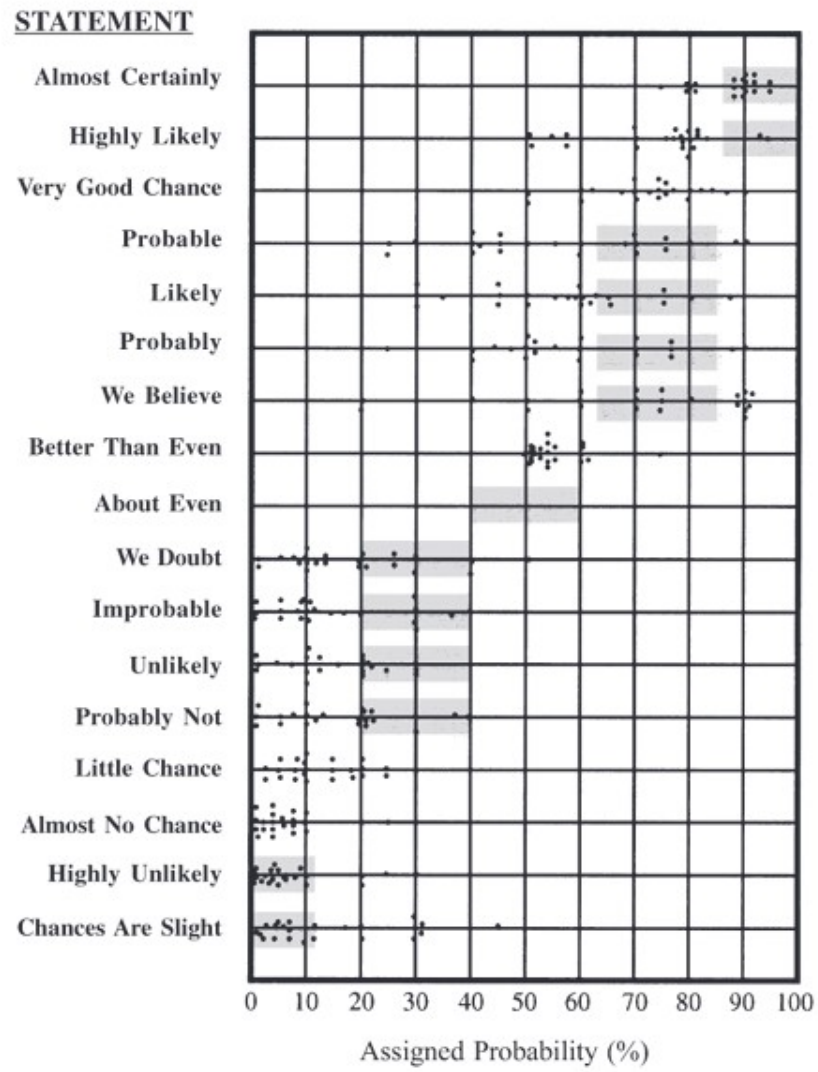 STATEMENT
Almost Certainly
Highly Likely
Very Good Chance
Probable
Likely
Probably
We Believe
Better Than Even
About Even
We Doubt
Improbable
Unlikely
Probably Not
Little Chance
Almost No Chance
Highly Unlikely
Chances Are Slight
0 10 20 30 40 50 60 70 80 90 100
Assigned Probability (%)